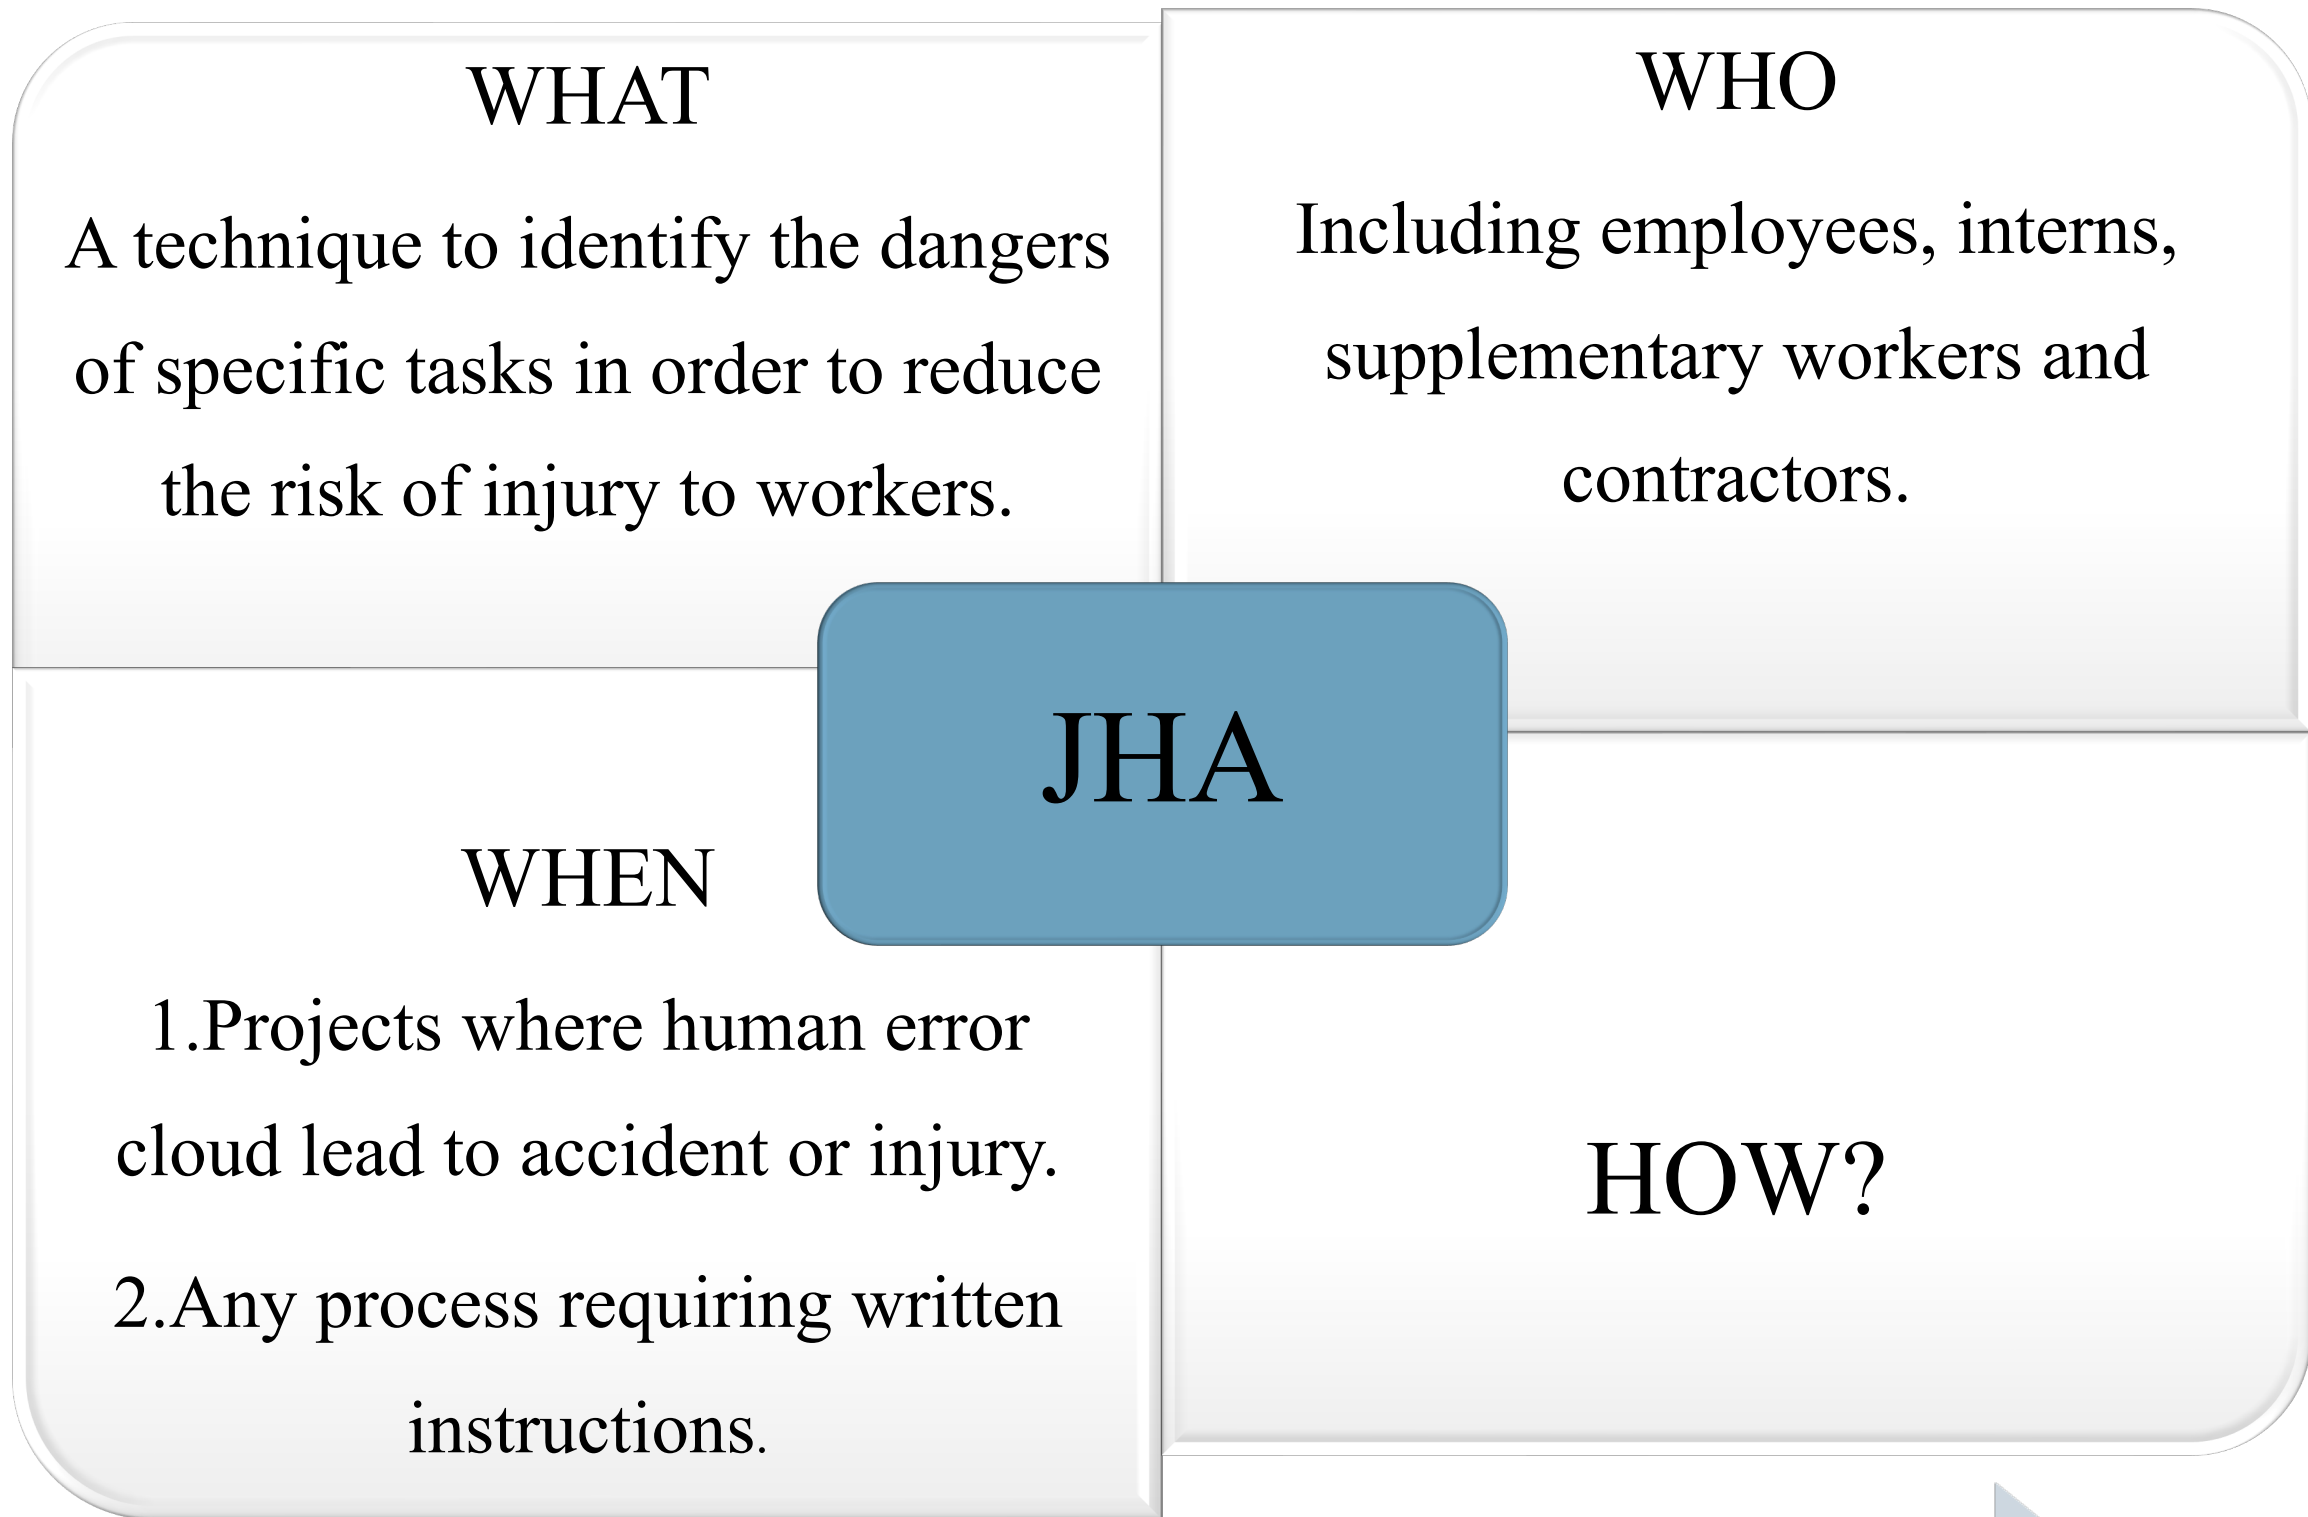 WHAT
A technique to identify the dangers
of specific tasks in order to reduce
the risk of injury to workers.
WHO
Including employees, interns,
supplementary workers and
contractors.
JHA
WHEN
1.Projects where human error
cloud lead to accident or injury.
2.Any process requiring written
instructions.
HOW?